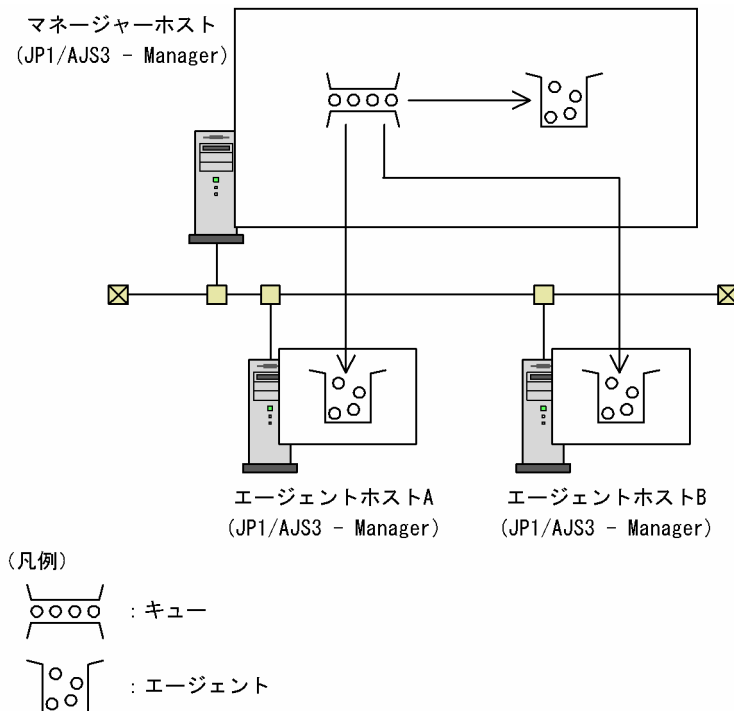 マネージャーホスト
(JP1/AJS3 - Manager)
エージェントホストA
(JP1/AJS3 - Manager)
エージェントホストB
(JP1/AJS3 - Manager)
(凡例)
:キュー
:エージェント